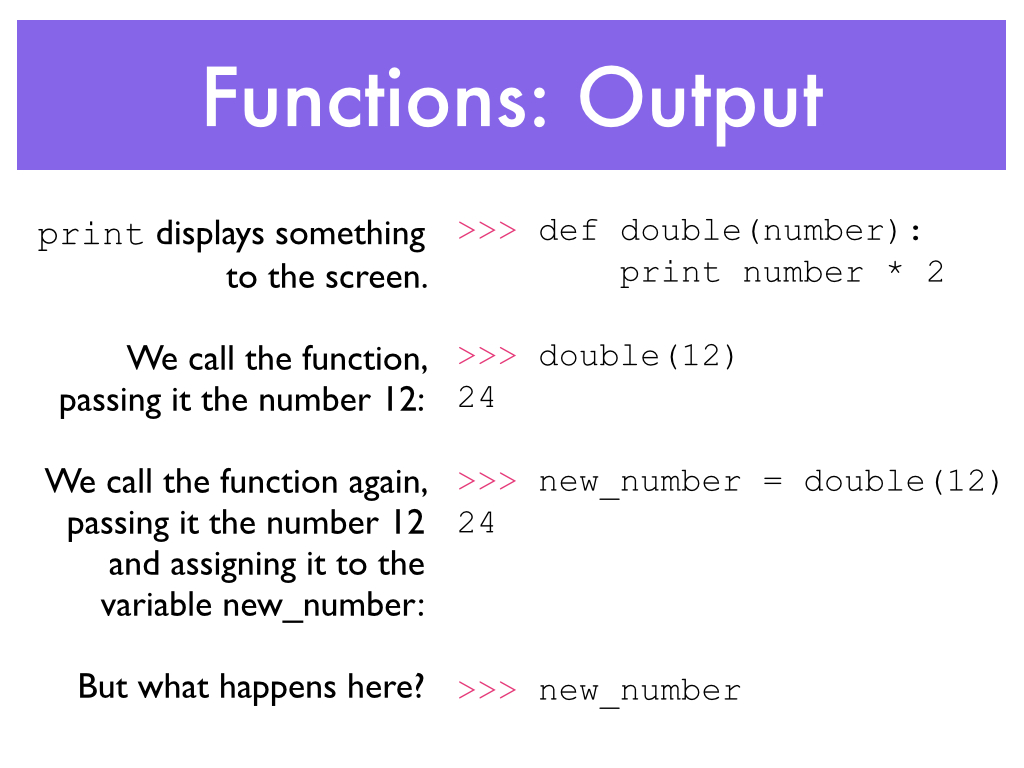 Functions: Output
print displays something
to the screen.
>>> def double(number):
print number * 2
We call the function,
passing it the number 12:
>>> double(12)
24
We call the function again,
passing it the number 12
and assigning it to the
variable new_number:
>>> new_number = double(12)
24
But what happens here?
>>> new_number